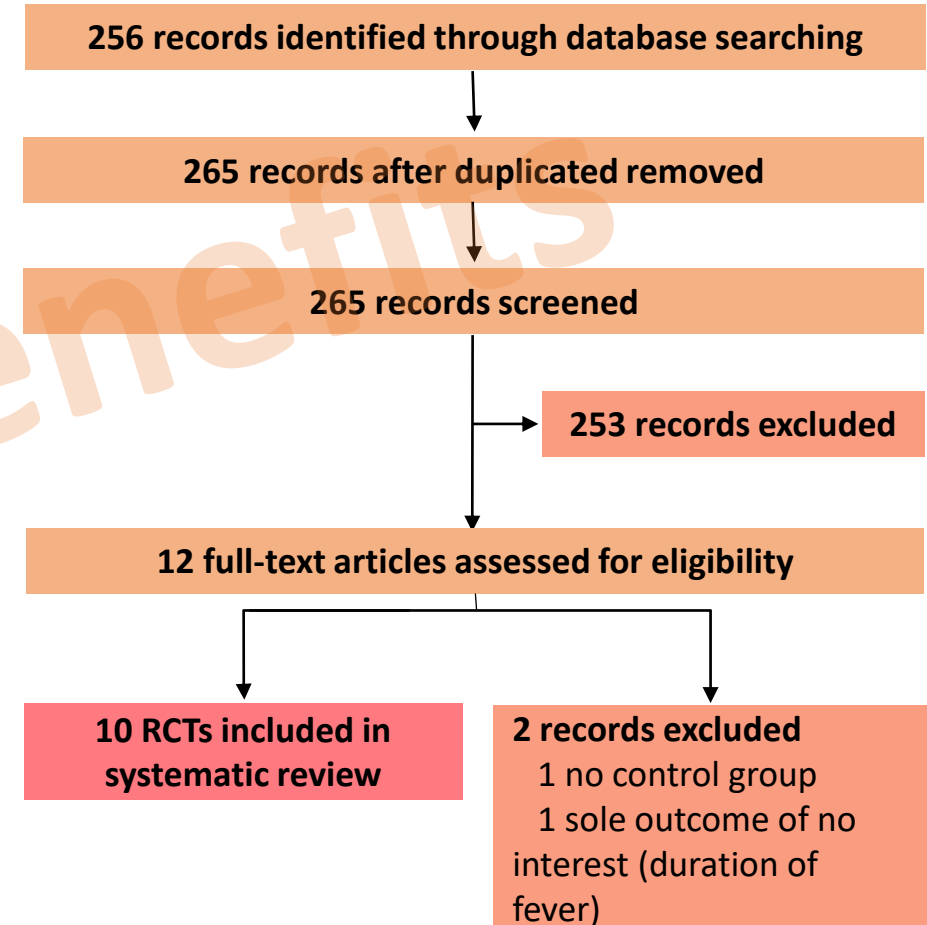 256 records identified through database searching
265 records after duplicated removed
265 records screened
253 records excluded
12 full-text articles assessed for eligibility
10 RCTs included in
systematic review
2 records excluded
1 no control group
1 sole outcome of no
interest (duration of
fever)
enefits